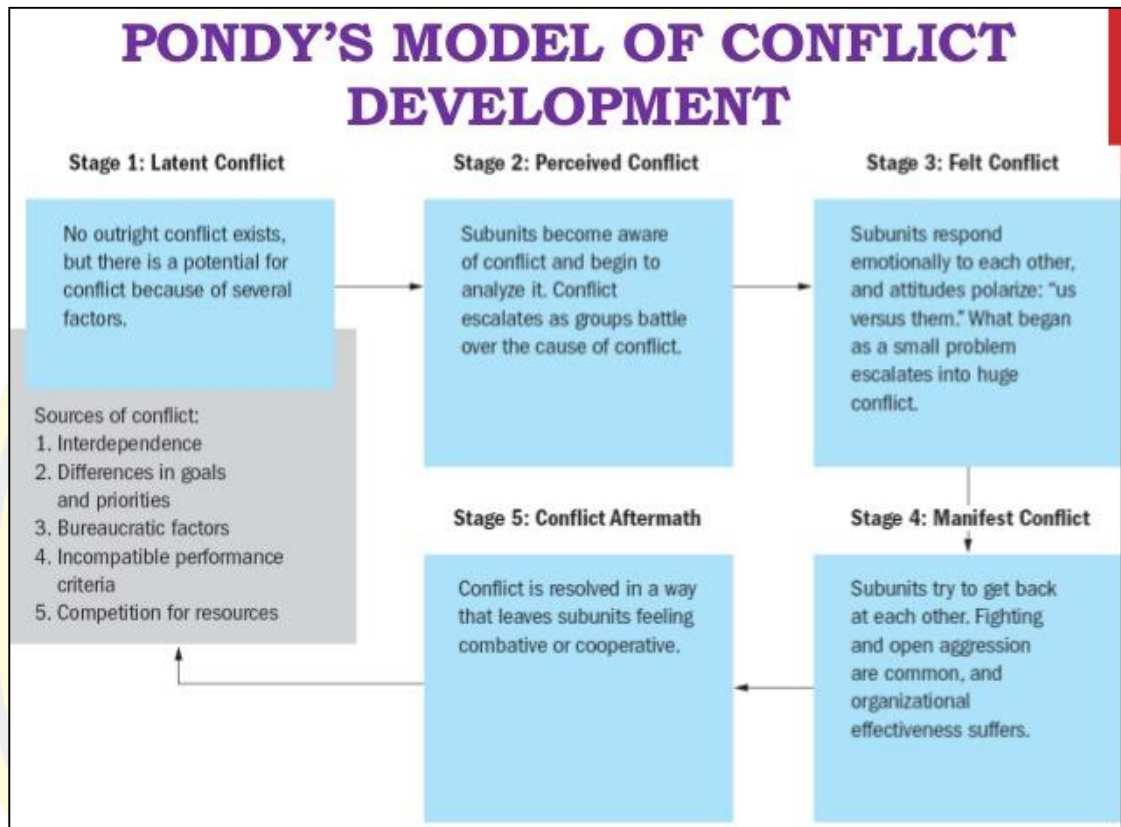 PONDY’S MODEL OF CONFLICT
DEVELOPMENT
Stage 1: Latent Conflict
No outright conflict exists,
but there is a potential for
conflict because of several
factors.
Sources of conflict:
1. Interdependence
2. Differences in goals
and priorities
3. Bureaucratic factors
4. Incompatible performance
criteria
5. Competition for resources
Stage 2: Perceived Conflict
Subunits become aware
of conflict and begin to
analyze it. Conflict
escalates as groups battle
over the cause of conflict.
Stage 3: Felt Conflict
Subunits respond
emotionally to each other,
and attitudes polarize: “us
versus them.” What began
as a small problem
escalates into huge
conflict.
Stage 4: Manifest Conflict
Subunits try to get back
at each other. Fighting
and open aggression
are common, and
organizational
effectiveness suffers.
Stage 5: Conflict Aftermath
Conflict is resolved in a way
that leaves subunits feeling
combative or cooperative.